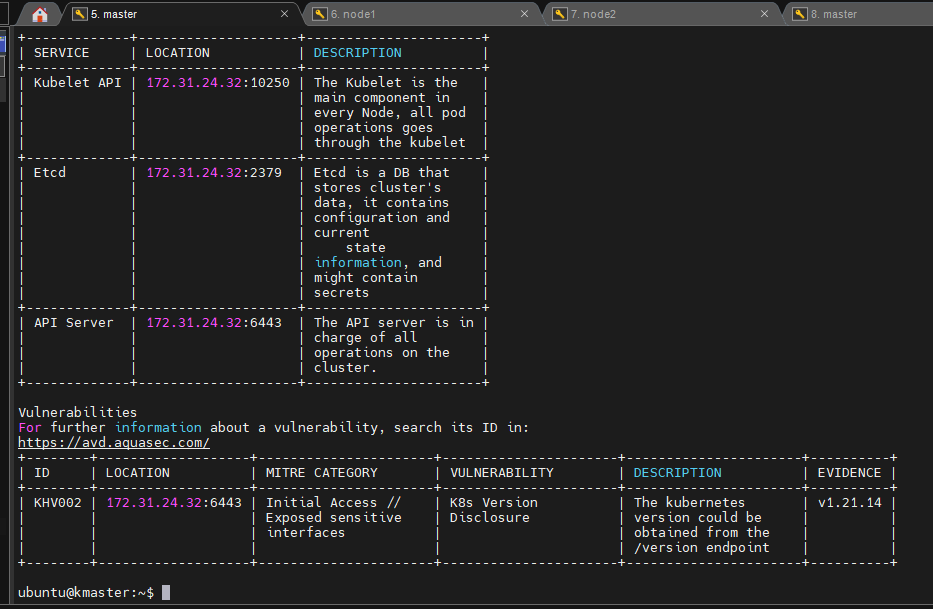 5. master
6. node1
7. node2
8. master
SERVICE LOCATION DESCRIPTION
Kubelet API 172.31.24.32:10250 The Kubelet is the
main component in
every Node, all pod
operations goes
through the kubelet
Etcd 172.31.24.32:2379 Etcd is a DB that
stores cluster's
data, it contains
configuration and
current
state
information, and
might contain
secrets
API Server 172.31.24.32:6443 The API server is in
charge of all
operations on the
cluster.
Vulnerabilities
For further information about a vulnerability, search its ID in:
https://avd.aquasec.com/
ID LOCATION MITRE CATEGORY VULNERABILITY DESCRIPTION EVIDENCE
KHV002 172.31.24.32:6443 Initial Access // K8s Version The kubernetes v1.21.14
Exposed sensitive Disclosure version could be
interfaces obtained from the
/version endpoint
ubuntu@kmaster:~$